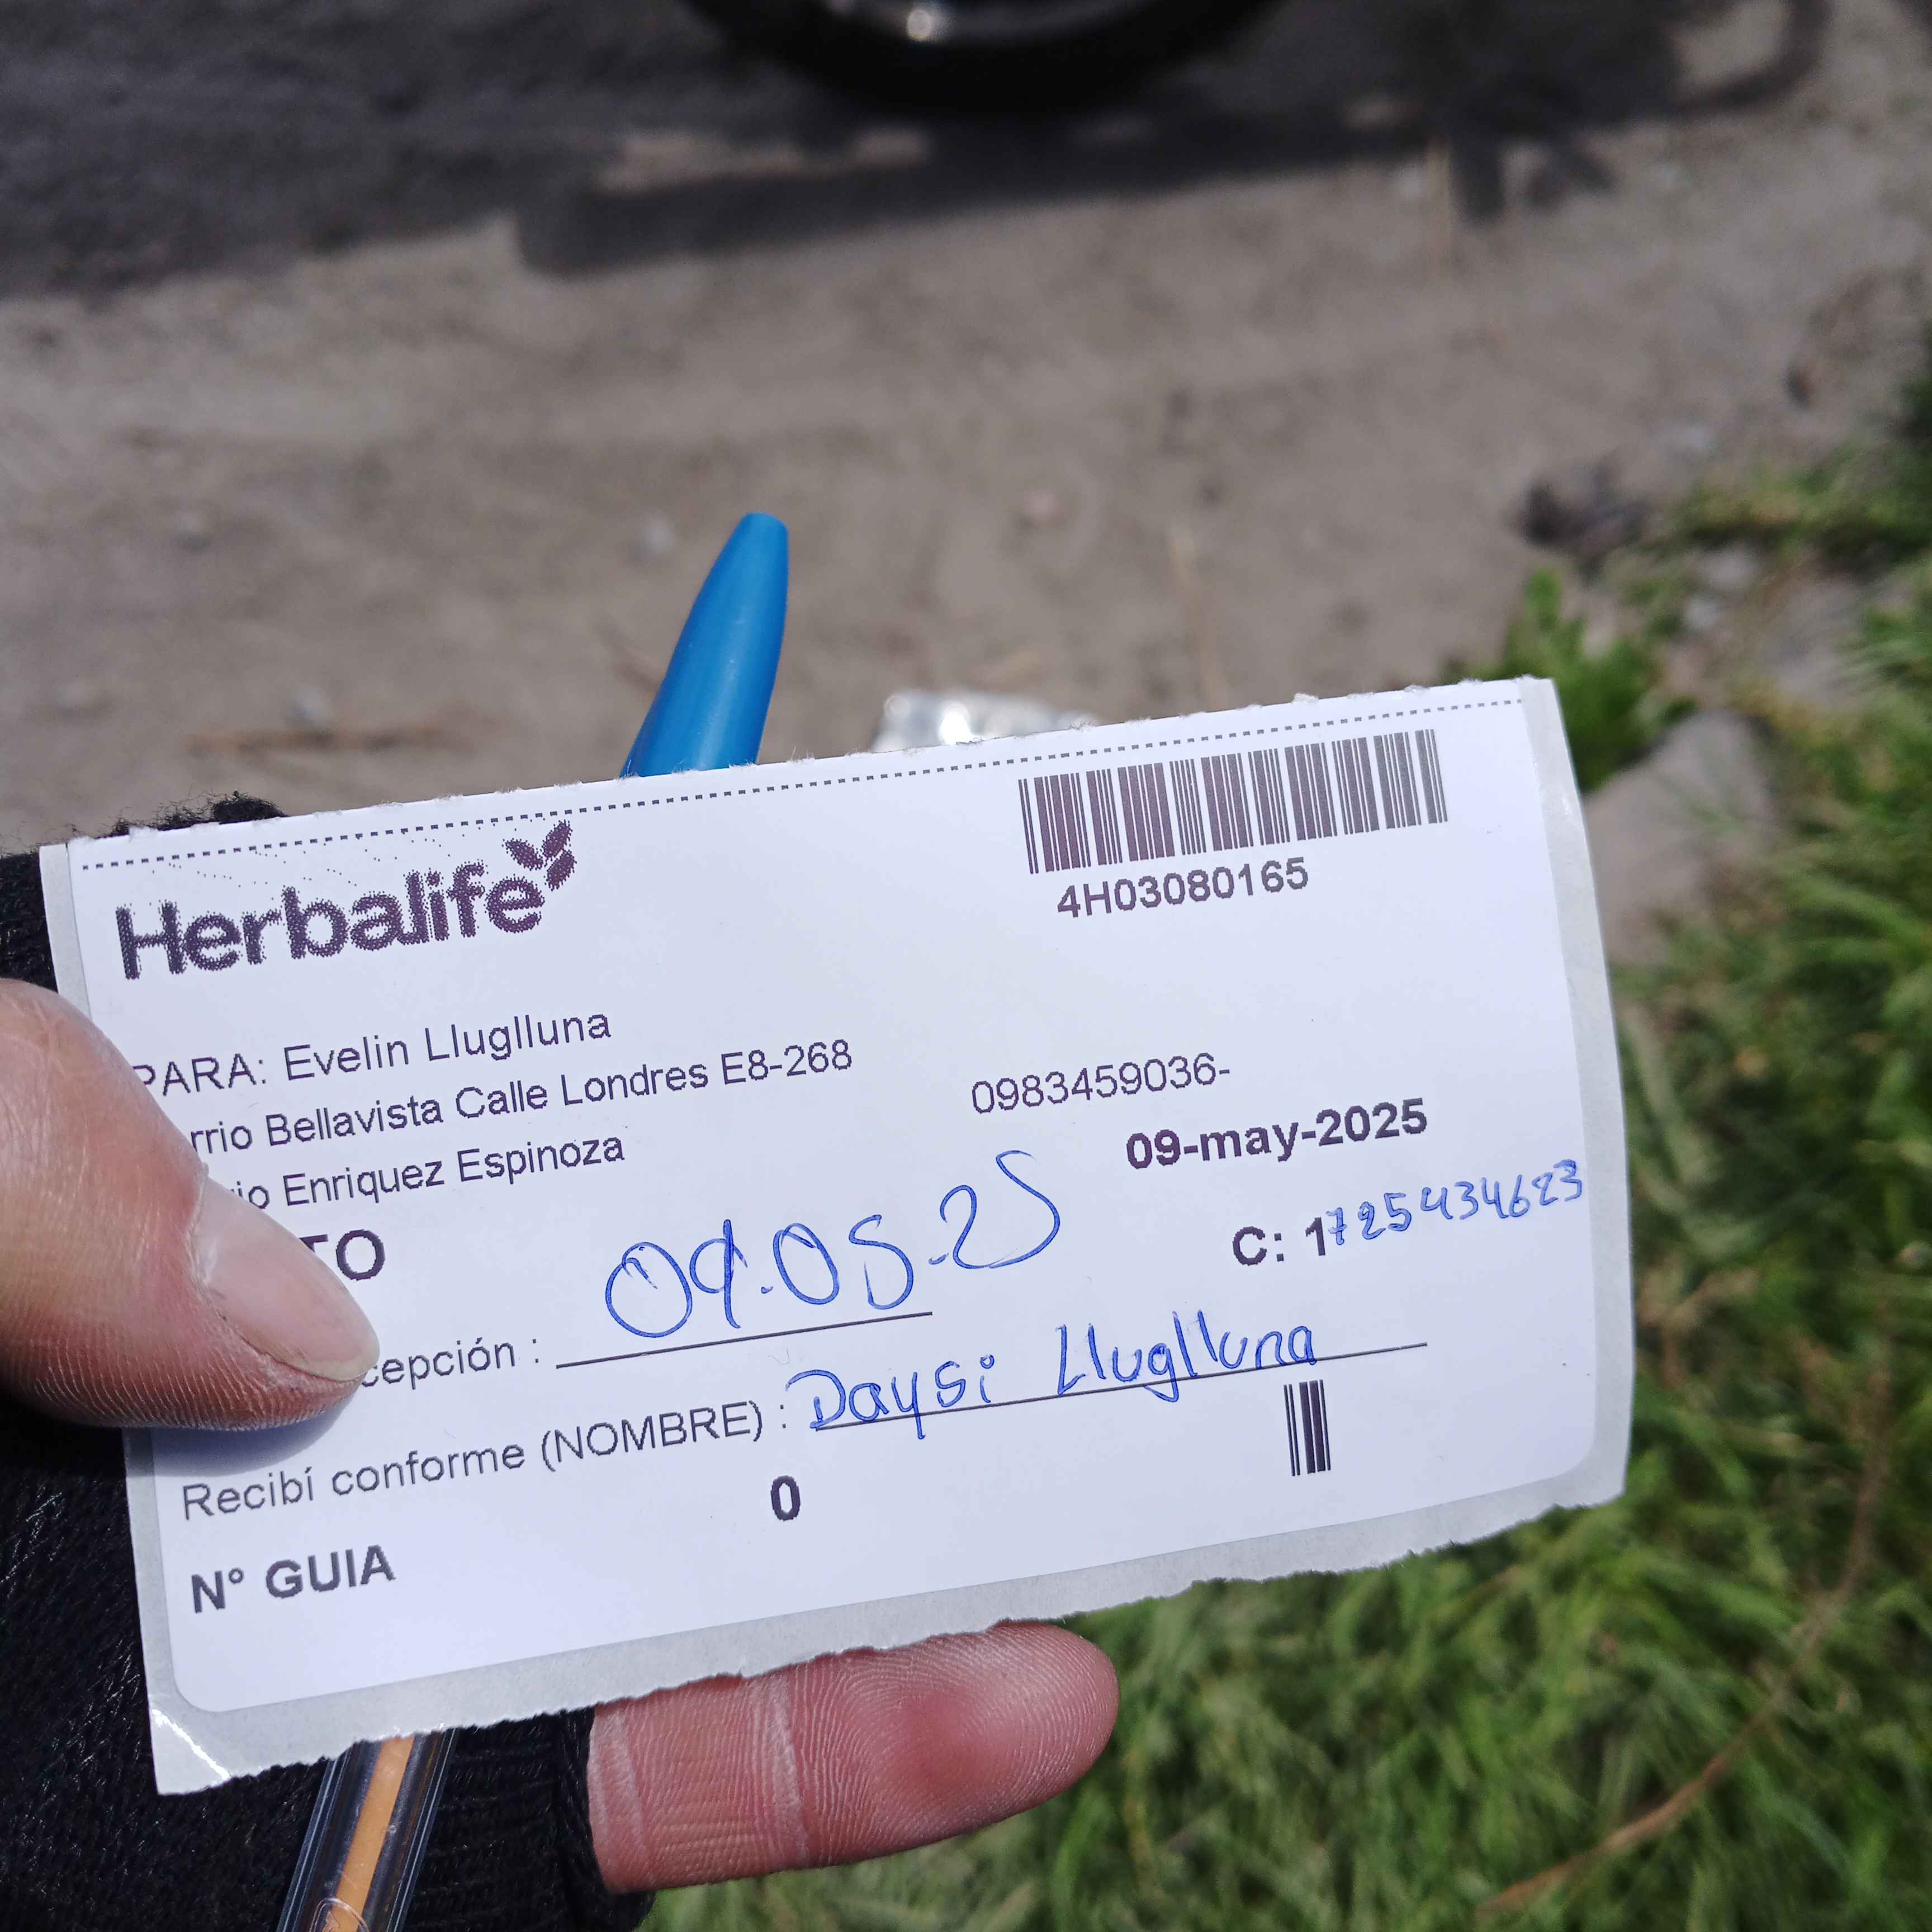 Herbalife
4H03080165
PARA: Evelin Lluglluna
rrio Bellavista Calle Londres E8-268
0983459036-
io Enriquez Espinoza
09-may-2025
TO
C: 1725434623
cepción : 09.05.25
Recibí conforme (NOMBRE) : Daysi Lluglluna
0
N° GUIA